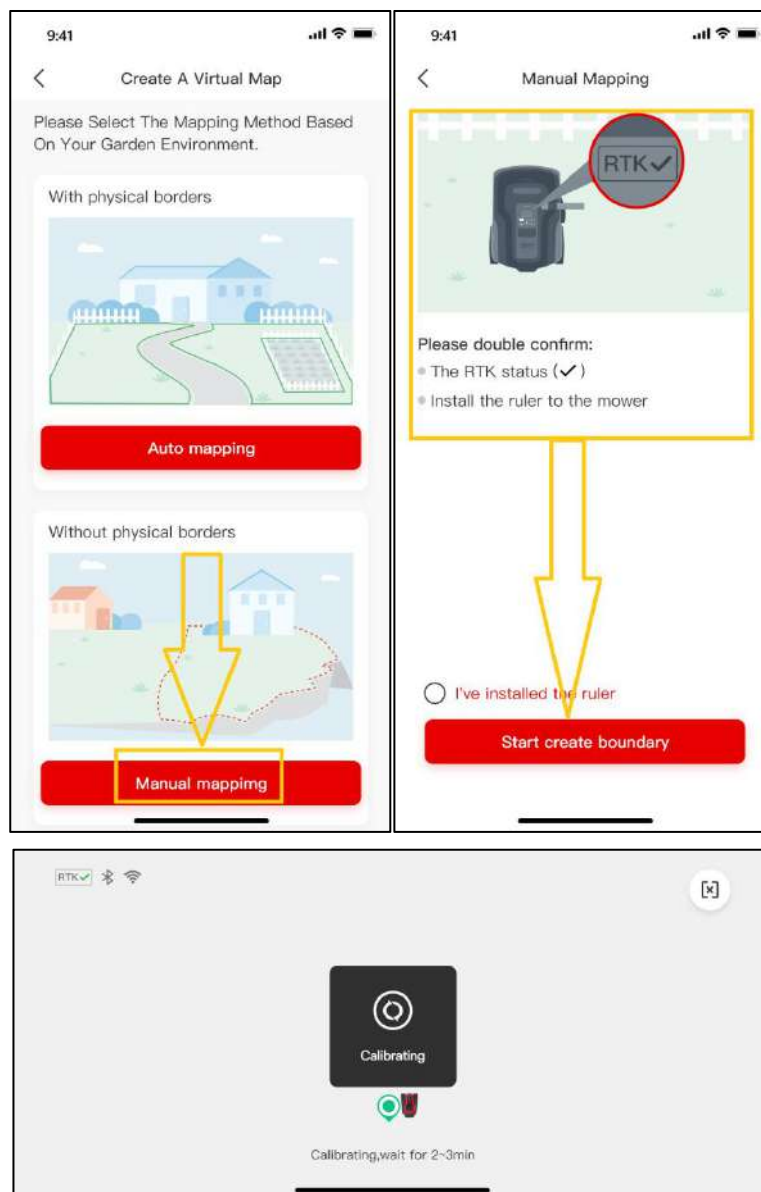 9:41
Create A Virtual Map
Please Select The Mapping Method Based
On Your Garden Environment.
With physical borders
Auto mapping
Without physical borders
Manual mappimg
9:41
Manual Mapping
RTK✓
Please double confirm:
The RTK status (✓)
Install the ruler to the mower
I've installed the ruler
Start create boundary
RTK✓
Calibrating
Calibrating,wait for 2~3min